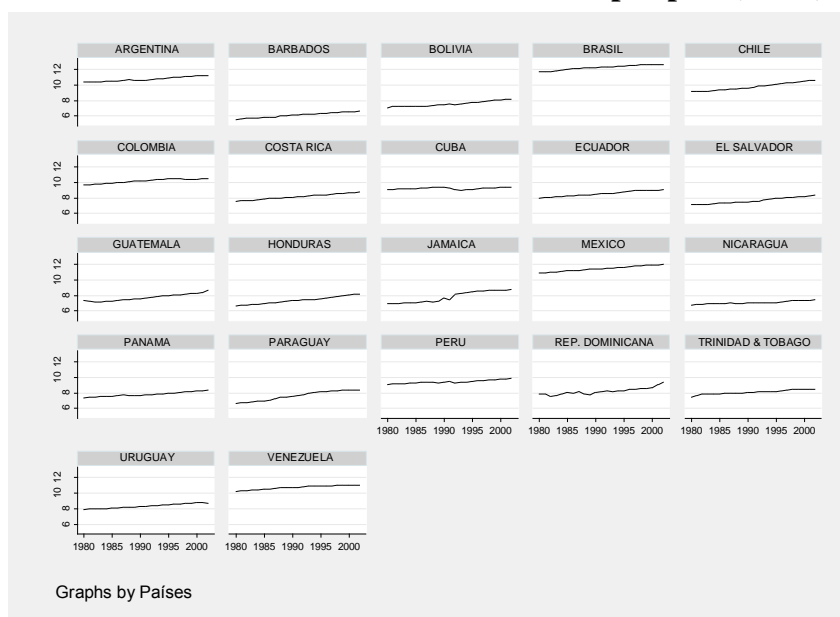 ARGENTINA BARBADOS BOLIVIA BRASIL CHILE
6 8 10 12
COLOMBIA COSTA RICA CUBA ECUADOR EL SALVADOR
6 8 10 12
GUATEMALA HONDURAS JAMAICA MEXICO NICARAGUA
6 8 10 12
PANAMA PARAGUAY PERU REP. DOMINICANA TRINIDAD & TOBAGO
6 8 10 12
1980 1985 1990 1995 2000 1980 1985 1990 1995 2000 1980 1985 1990 1995 2000
URUGUAY VENEZUELA
6 8 10 12
1980 1985 1990 1995 2000 1980 1985 1990 1995 2000
Graphs by Países